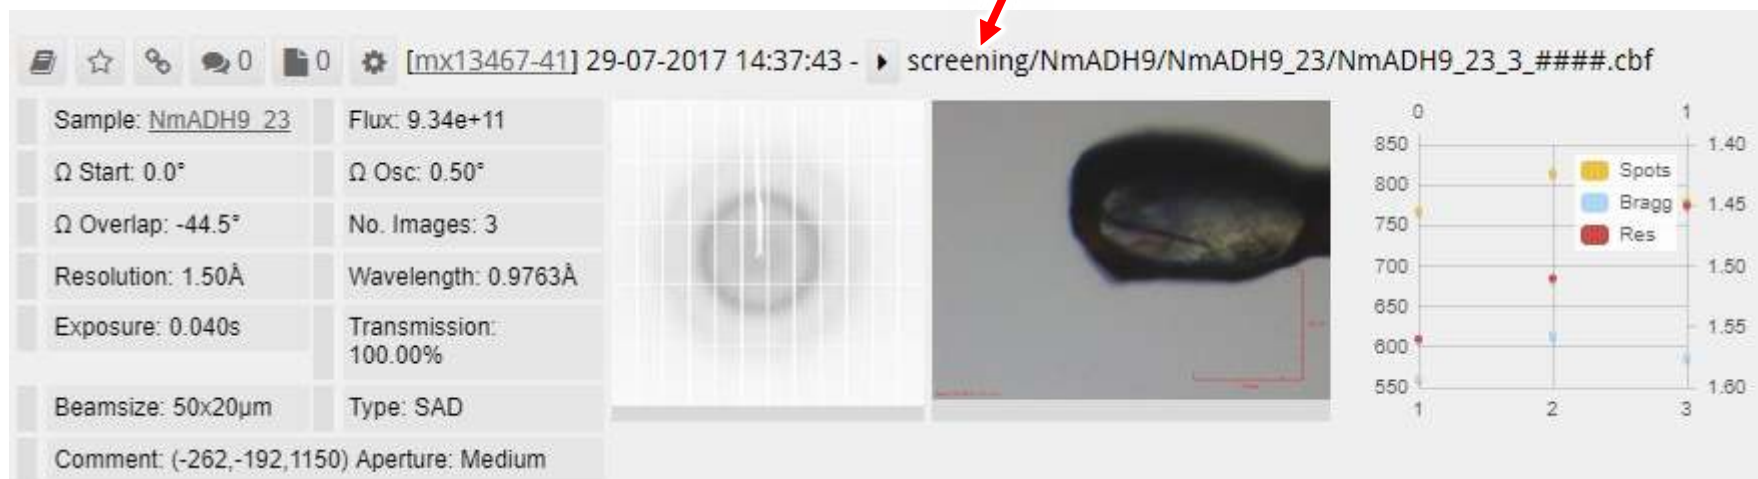 0 0 [mx13467-41] 29-07-2017 14:37:43 - screening/NmADH9/NmADH9_23/NmADH9_23_3_####.cbf
Sample: NmADH9_23 Flux: 9.34e+11
Ω Start: 0.0° Ω Osc: 0.50°
Ω Overlap: -44.5° No. Images: 3
Resolution: 1.50Å Wavelength: 0.9763Å
Exposure: 0.040s Transmission:
100.00%
Beamsize: 50x20µm Type: SAD
Comment: (-262,-192,1150) Aperture: Medium
0 1
850 1.40
800
750 1.45
700 1.50
650
600 1.55
550 1.60
1 2 3
Spots
Bragg
Res